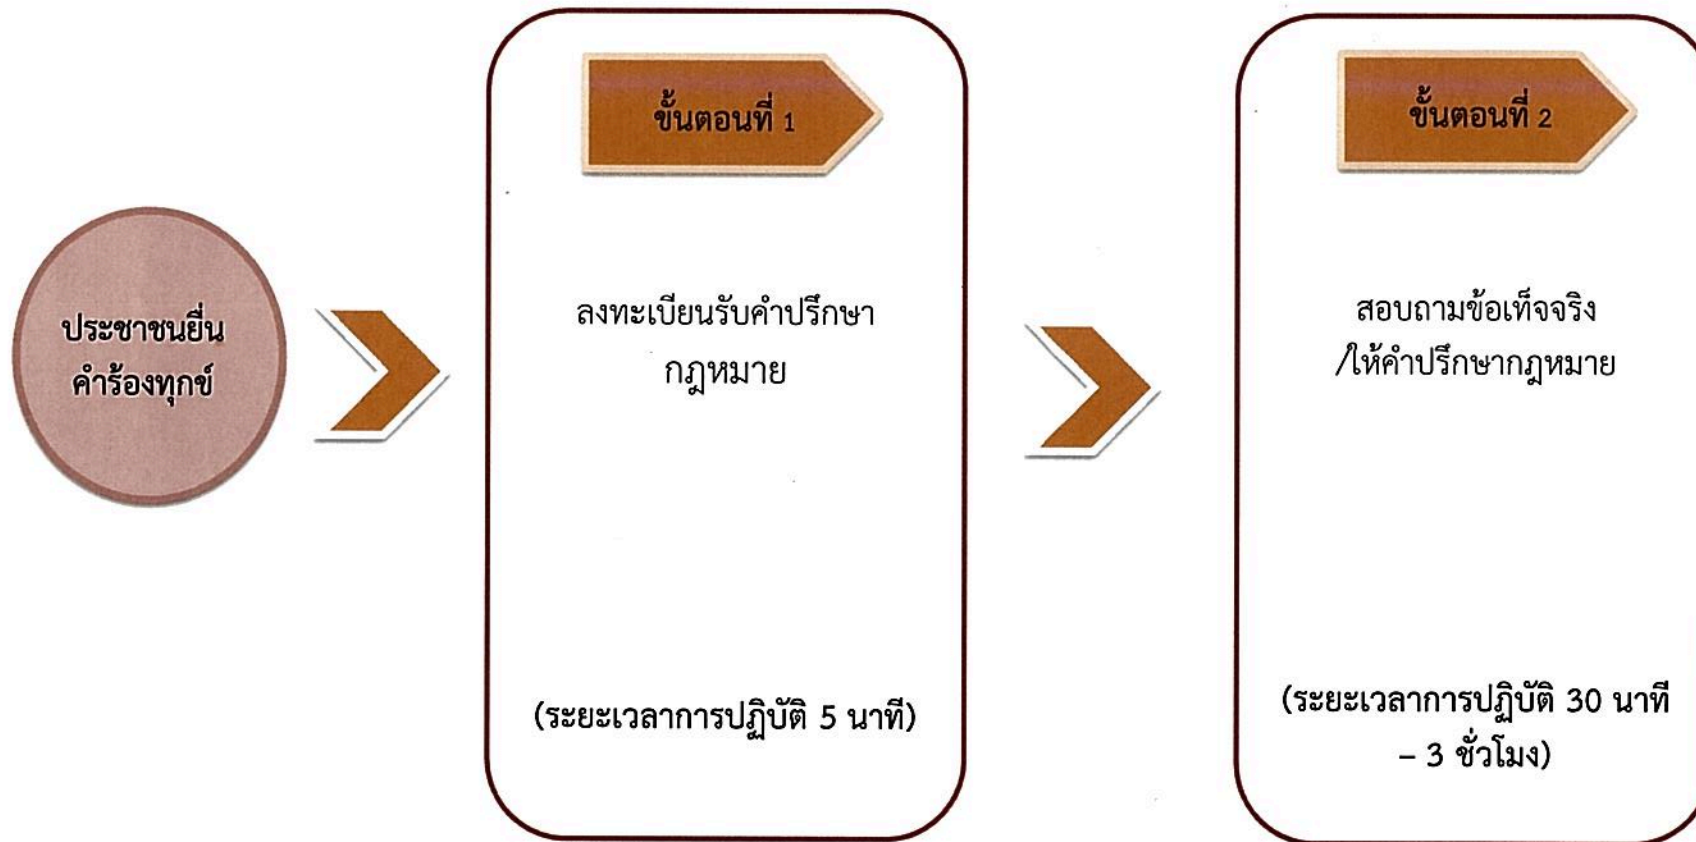 ประชาชนยื่น
คำร้องทุกข์
ขั้นตอนที่ 1
ลงทะเบียนรับคำปรึกษา
กฎหมาย
(ระยะเวลาการปฏิบัติ 5 นาที)
ขั้นตอนที่ 2
สอบถามข้อเท็จจริง
/ให้คำปรึกษากฎหมาย
(ระยะเวลาการปฏิบัติ 30 นาที
– 3 ชั่วโมง)